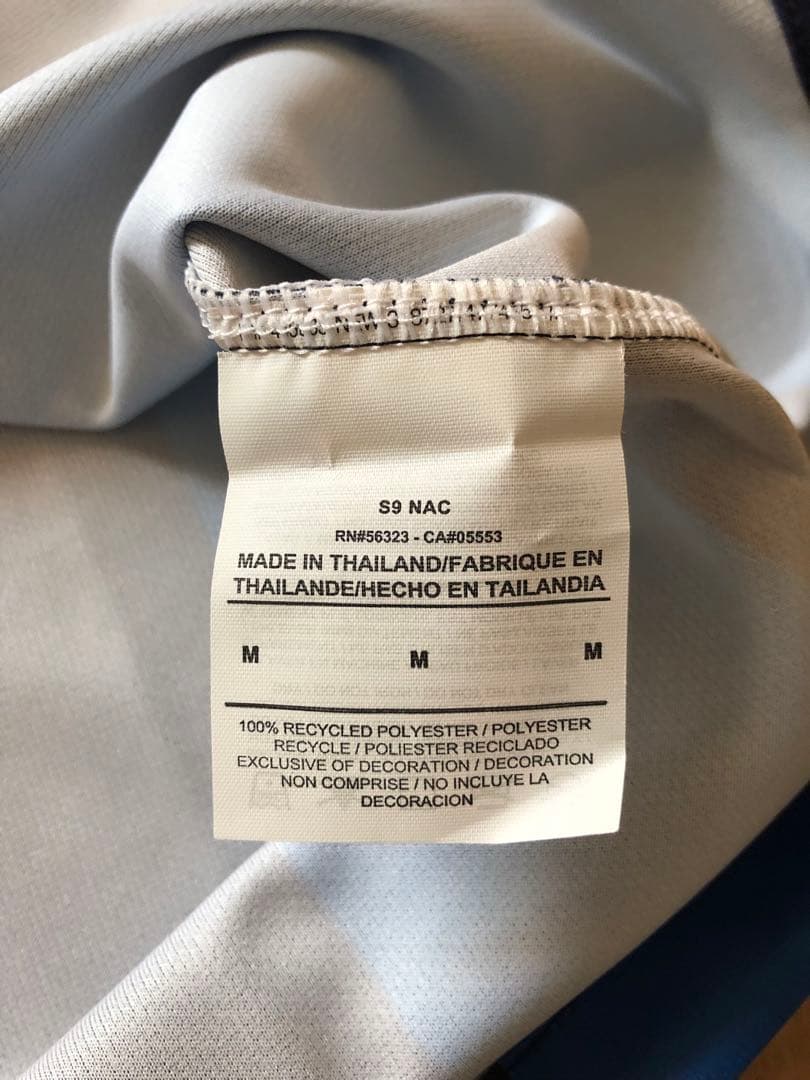 S9 NAC
RN#56323 - CA#05553
MADE IN THAILAND/FABRIQUE EN
THAILANDE/HECHO EN TAILANDIA
M M M
100% RECYCLED POLYESTER / POLYESTER
RECYCLE / POLIESTER RECICLADO
EXCLUSIVE OF DECORATION / DECORATION
NON COMPRISE / NO INCLUYE LA
DECORACION